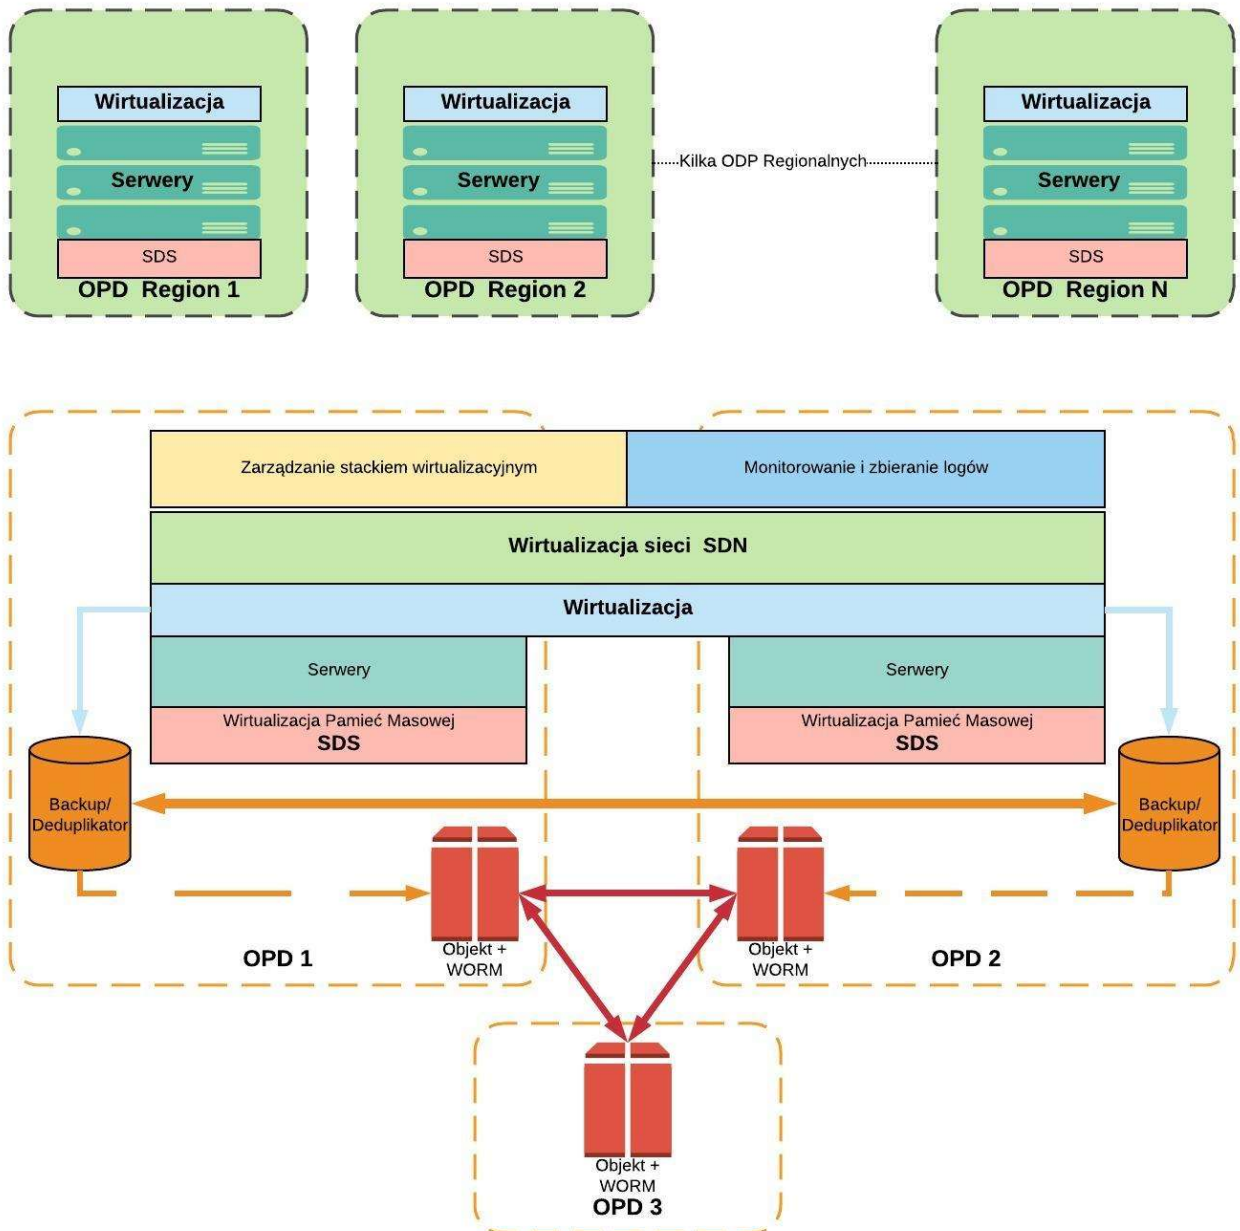 Wirtualizacja
Serwery
SDS
OPD Region 1
Wirtualizacja
Serwery
SDS
OPD Region 2
Kilka ODP Regionalnych
Wirtualizacja
Serwery
SDS
OPD Region N
Zarządzanie stackiem wirtualizacyjnym
Monitorowanie i zbieranie logów
Wirtualizacja sieci SDN
Wirtualizacja
Serwery
Serwery
Wirtualizacja Pamieć Masowej
SDS
Wirtualizacja Pamieć Masowej
SDS
Backup/
Deduplikator
Backup/
Deduplikator
Objekt +
WORM
Objekt +
WORM
OPD 1
OPD 2
Objekt +
WORM
OPD 3